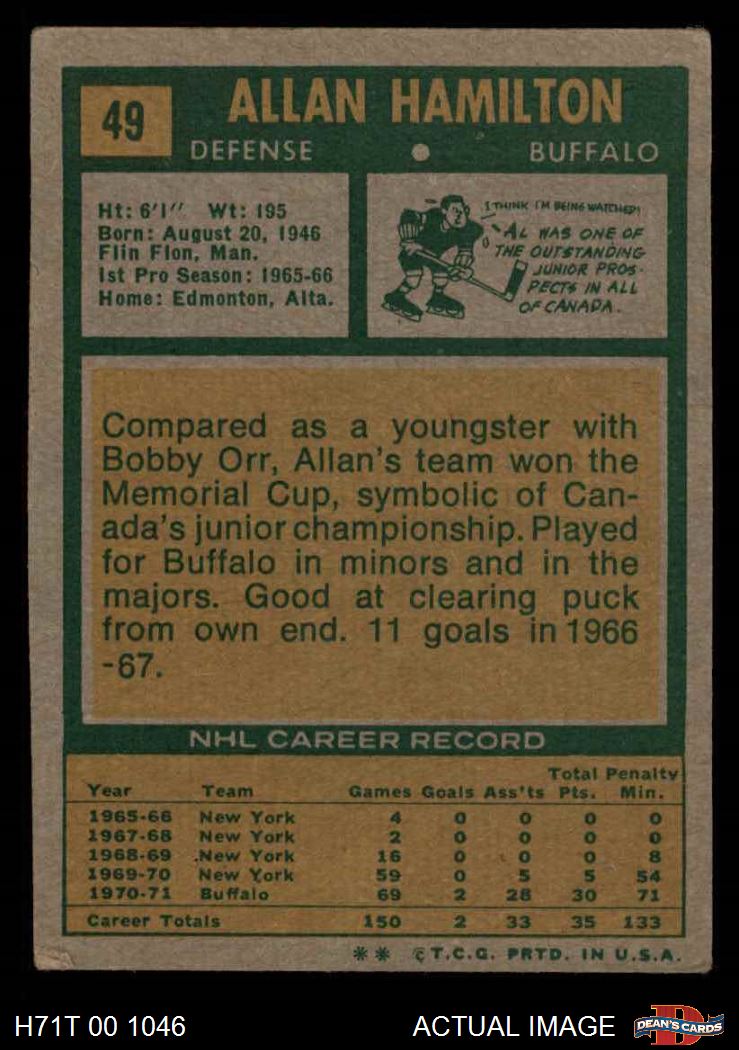 49
ALLAN HAMILTON
DEFENSE • BUFFALO
Ht: 6'1'' Wt: 195
Born: August 20, 1946
Flin Flon, Man.
1st Pro Season: 1965-66
Home: Edmonton, Alta.
I THINK I'M BEING WATCHED!
AL WAS ONE OF
THE OUTSTANDING
JUNIOR PROS-
PECTS IN ALL
OF CANADA.
Compared as a youngster with
Bobby Orr, Allan's team won the
Memorial Cup, symbolic of Can-
ada's junior championship. Played
for Buffalo in minors and in the
majors. Good at clearing puck
from own end. 11 goals in 1966
-67.
NHL CAREER RECORD
Total Penalty
Year Team Games Goals Ass'ts Pts. Min.
1965-66 New York 4 0 0 0 0
1967-68 New York 2 0 0 0 0
1968-69 New York 16 0 0 0 8
1969-70 New York 59 0 5 5 54
1970-71 Buffalo 69 2 28 30 71
Career Totals 150 2 33 35 133
** © T.C.G. PRTD. IN U.S.A.
H71T 00 1046 ACTUAL IMAGE DEAN'S CARDS